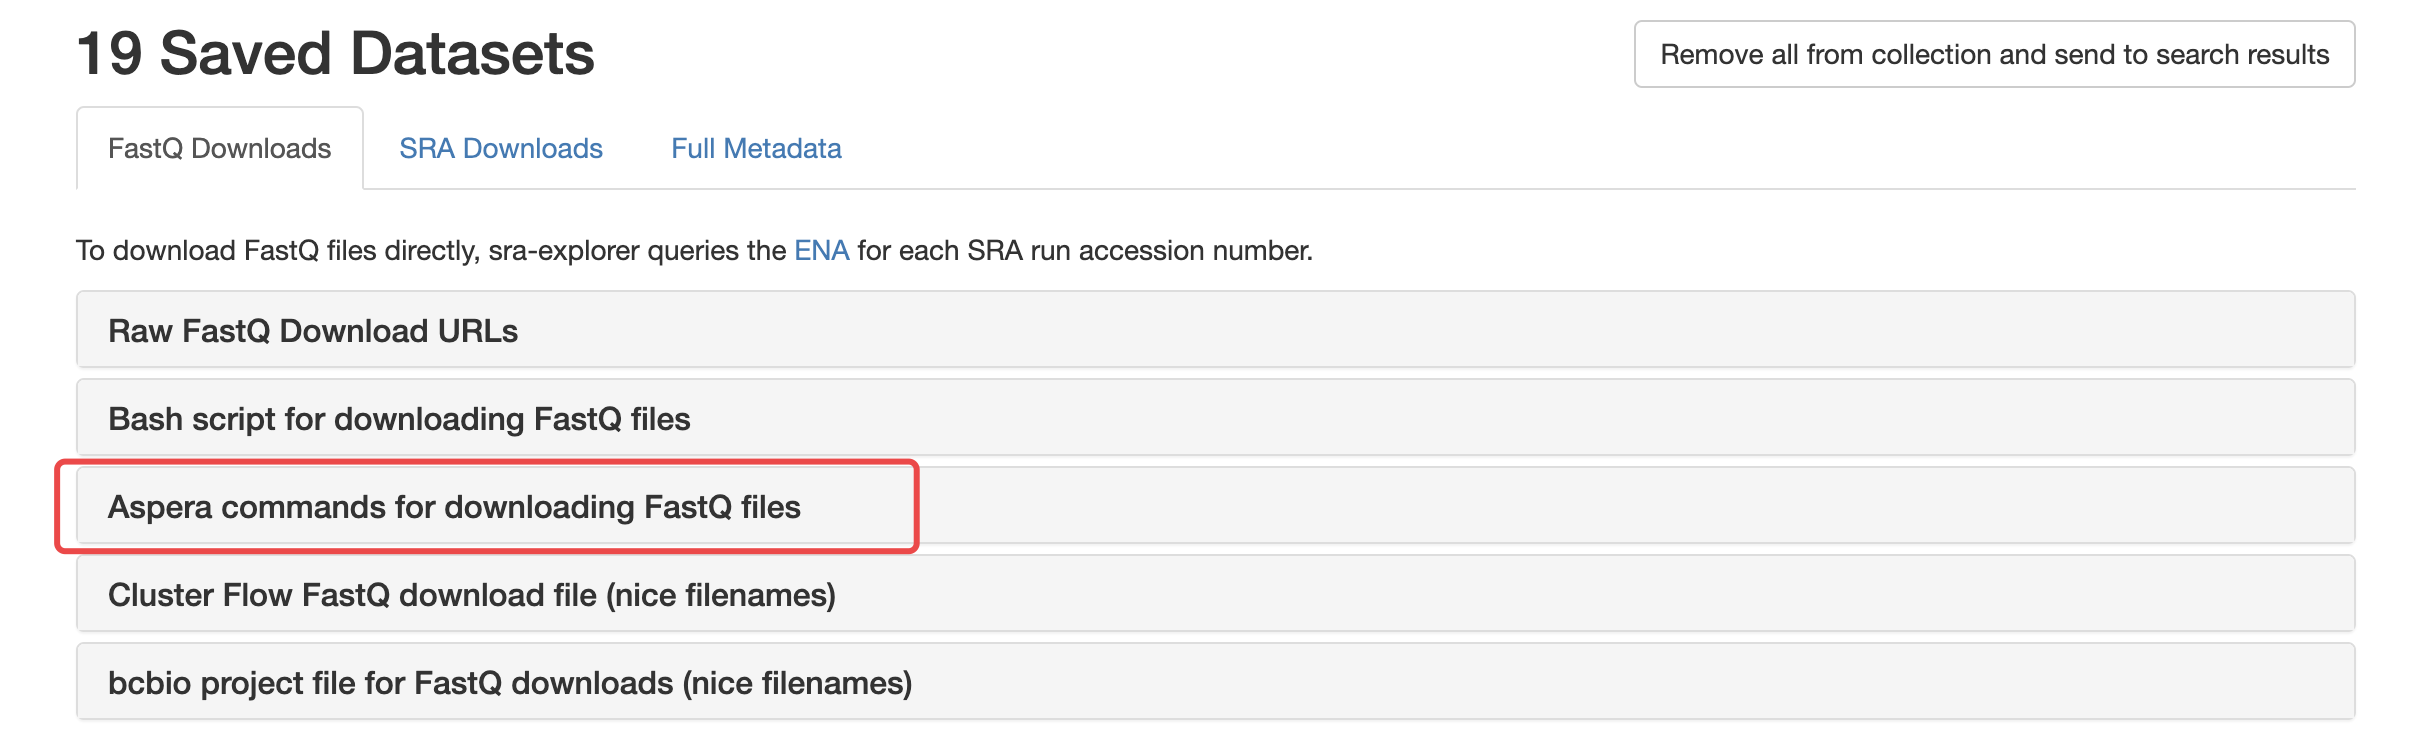 19 Saved Datasets
Remove all from collection and send to search results
FastQ Downloads
SRA Downloads
Full Metadata
To download FastQ files directly, sra-explorer queries the ENA for each SRA run accession number.
Raw FastQ Download URLs
Bash script for downloading FastQ files
Aspera commands for downloading FastQ files
Cluster Flow FastQ download file (nice filenames)
bcbio project file for FastQ downloads (nice filenames)